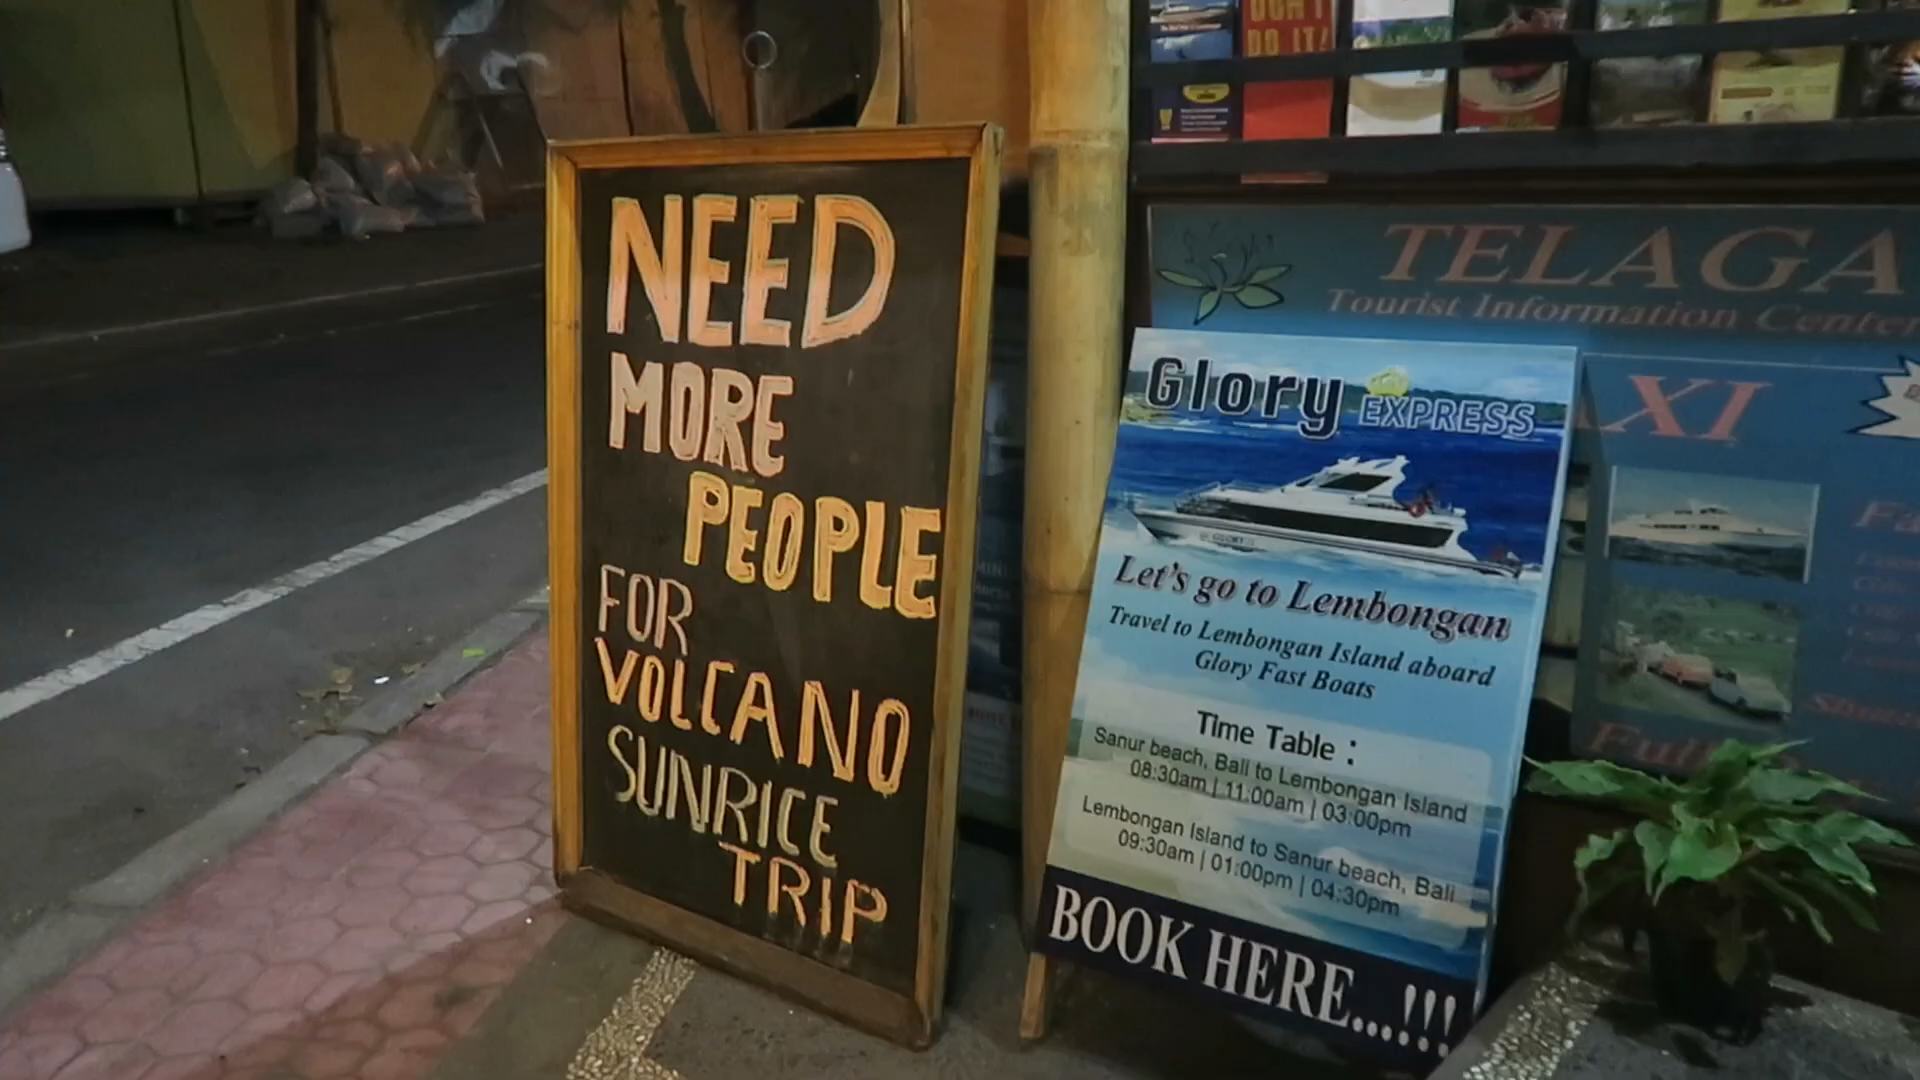 NEED
MORE
PEOPLE
FOR
VOLCANO
SUNRICE
TRIP
DO IT!
TELAGA
Tourist Information Center
XI
Glory EXPRESS
Let's go to Lembongan
Travel to Lembongan Island aboard
Glory Fast Boats
Time Table :
Sanur beach, Bali to Lembongan Island
08:30am | 11:00am | 03:00pm
Lembongan Island to Sanur beach, Bali
09:30am | 01:00pm | 04:30pm
BOOK HERE...!!!